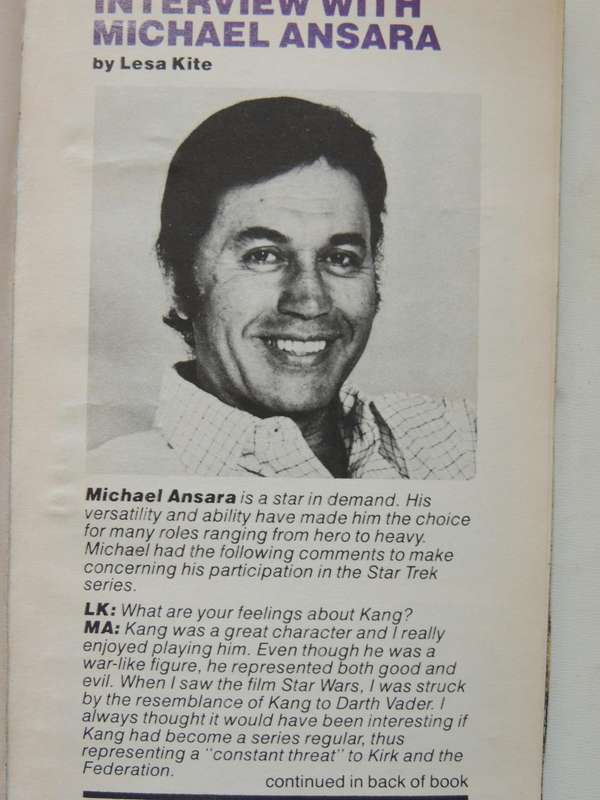 INTERVIEW WITH
MICHAEL ANSARA
by Lesa Kite
Michael Ansara is a star in demand. His
versatility and ability have made him the choice
for many roles ranging from hero to heavy.
Michael had the following comments to make
concerning his participation in the Star Trek
series.
LK: What are your feelings about Kang?
MA: Kang was a great character and I really
enjoyed playing him. Even though he was a
war-like figure, he represented both good and
evil. When I saw the film Star Wars, I was struck
by the resemblance of Kang to Darth Vader. I
always thought it would have been interesting if
Kang had become a series regular, thus
representing a "constant threat" to Kirk and the
Federation.
continued in back of book